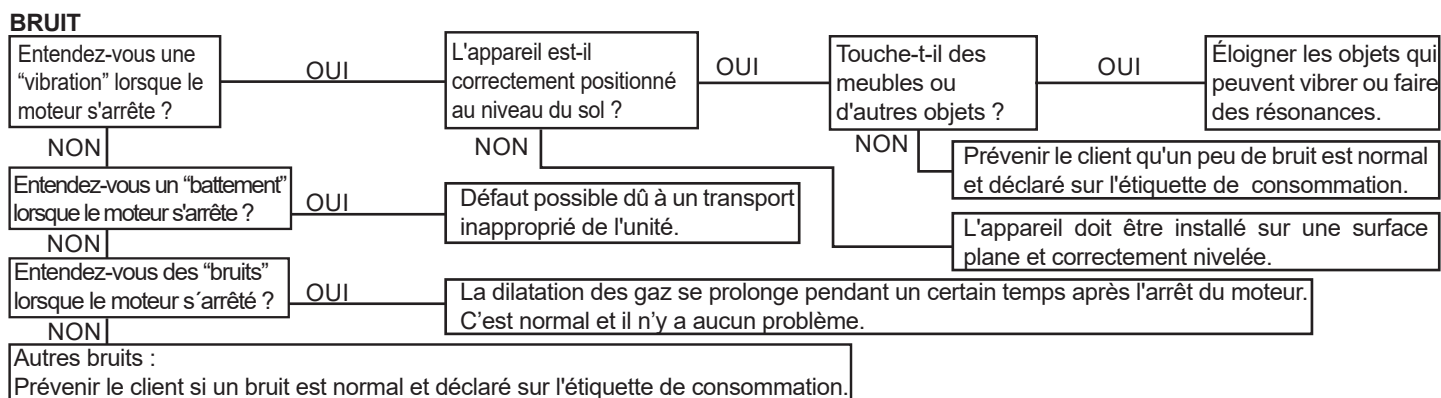 BRUIT
Entendez-vous une
“vibration” lorsque le
moteur s'arrête ?
OUI
L'appareil est-il
correctement positionné
au niveau du sol ?
OUI
Touche-t-il des
meubles ou
d'autres objets ?
OUI
Éloigner les objets qui
peuvent vibrer ou faire
des résonances.
NON
NON
NON
Prévenir le client qu'un peu de bruit est normal
et déclaré sur l'étiquette de consommation.
Entendez-vous un “battement”
lorsque le moteur s'arrête ?
OUI
Défaut possible dû à un transport
inapproprié de l'unité.
L'appareil doit être installé sur une surface
plane et correctement nivelée.
NON
Entendez-vous des “bruits”
lorsque le moteur s´arrêté ?
OUI
La dilatation des gaz se prolonge pendant un certain temps après l'arrêt du moteur.
C’est normal et il n’y a aucun problème.
NON
Autres bruits :
Prévenir le client si un bruit est normal et déclaré sur l'étiquette de consommation.